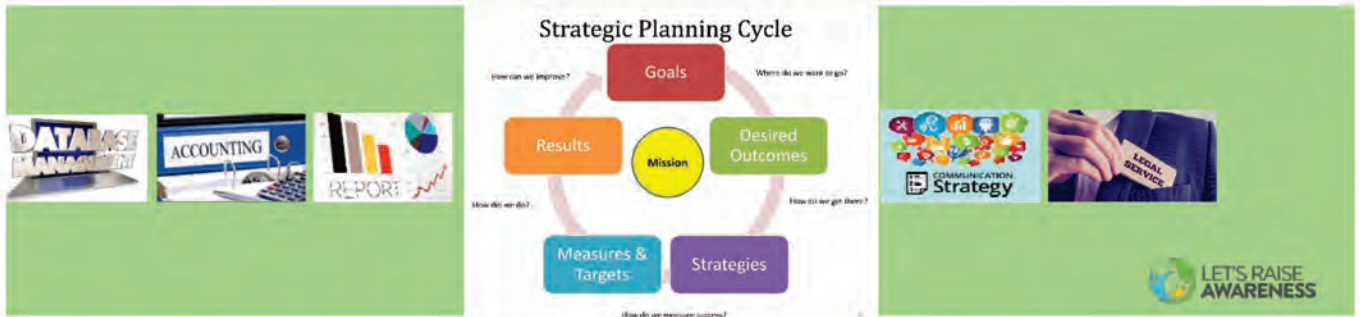 DATABASE
MANAGEMENT
ACCOUNTING
REPORT
Strategic Planning Cycle
How can we improve?
Goals
Where do we want to go?
Results
Mission
Desired
Outcomes
How did we do?
How do we get there?
Measures &
Targets
Strategies
How do we measure success?
COMMUNICATION
Strategy
LEGAL
SERVICE
LET'S RAISE
AWARENESS